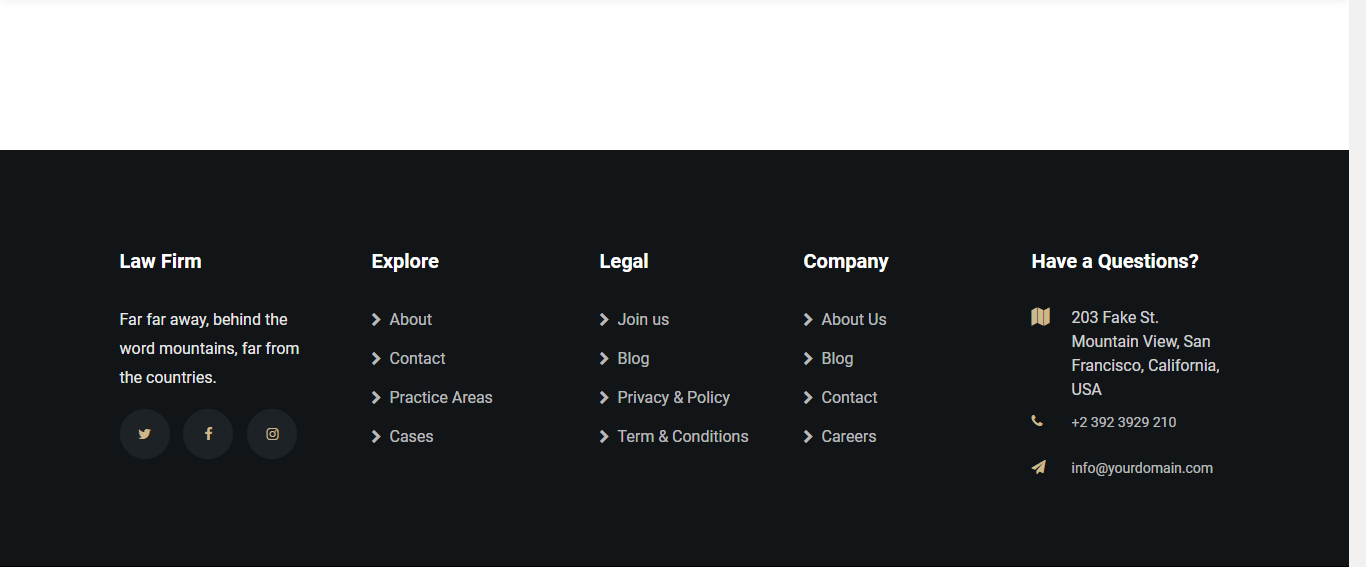 Law Firm
Far far away, behind the
word mountains, far from
the countries.
Explore
About
Contact
Practice Areas
Cases
Legal
Join us
Blog
Privacy & Policy
Term & Conditions
Company
About Us
Blog
Contact
Careers
Have a Questions?
203 Fake St.
Mountain View, San
Francisco, California,
USA
+2 392 3929 210
info@yourdomain.com